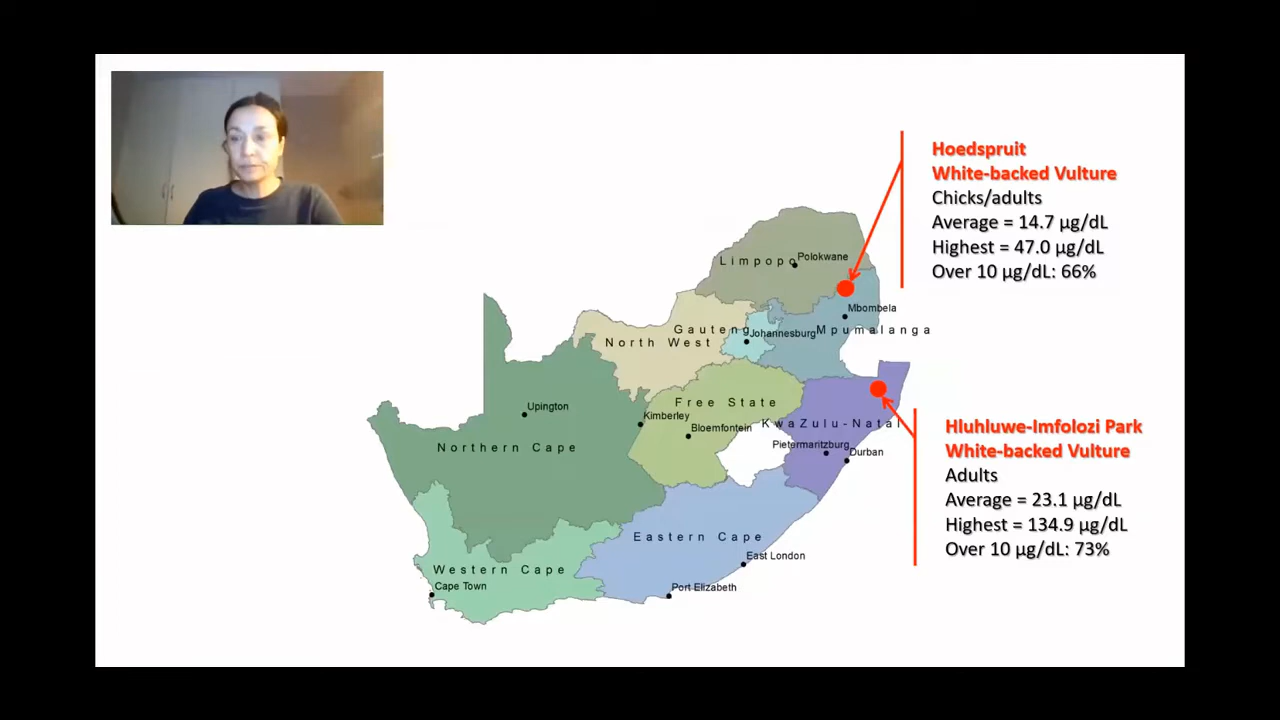 Hoedspruit
White-backed Vulture
Chicks/adults
Average = 14.7 µg/dL
Highest = 47.0 µg/dL
Over 10 µg/dL: 66%
Limpopo
Polokwane
Mbombela
Mpumalanga
Gauteng
Johannesburg
North West
Free State
Kimberley
Bloemfontein
Upington
Northern Cape
KwaZulu-Natal
Pietermaritzburg
Durban
Hluhluwe-Imfolozi Park
White-backed Vulture
Adults
Average = 23.1 µg/dL
Highest = 134.9 µg/dL
Over 10 µg/dL: 73%
Eastern Cape
East London
Western Cape
Cape Town
Port Elizabeth